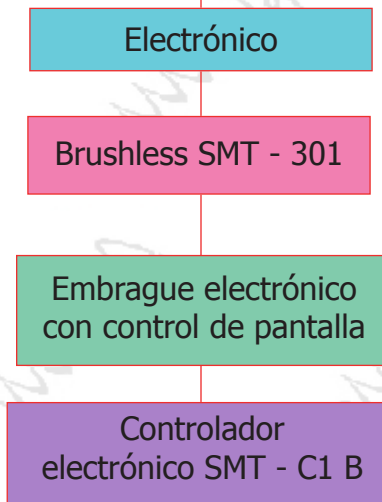 Electrónico
Brushless SMT - 301
Embrague electrónico
con control de pantalla
Controlador
electrónico SMT - C1 B